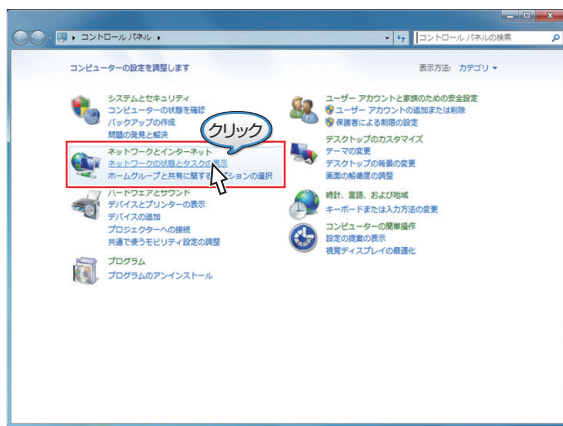 コントロール パネル
コントロール パネルの検索
コンピューターの設定を調整します
表示方法: カテゴリ
システムとセキュリティ
コンピューターの状態を確認
バックアップの作成
問題の発見と解決
クリック
ネットワークとインターネット
ネットワークの状態とタスクの表示
ホームグループと共有に関するプションの選択
ハードウェアとサウンド
デバイスとプリンターの表示
デバイスの追加
プロジェクターへの接続
共通で使うモビリティ設定の調整
プログラム
プログラムのアンインストール
ユーザー アカウントと家族のための安全設定
ユーザー アカウントの追加または削除
保護者による制限の設定
デスクトップのカスタマイズ
テーマの変更
デスクトップの背景の変更
画面の解像度の調整
時計、言語、および地域
キーボードまたは入力方法の変更
コンピューターの簡単操作
設定の提案の表示
視覚ディスプレイの最適化